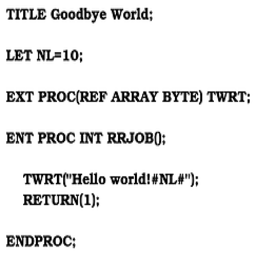 TITLE Goodbye World;
LET NL=10;
EXT PROC(REF ARRAY BYTE) TWRT;
ENT PROC INT RRJOB();
TWRT("Hello world!#NL#");
RETURN(1);
ENDPROC;